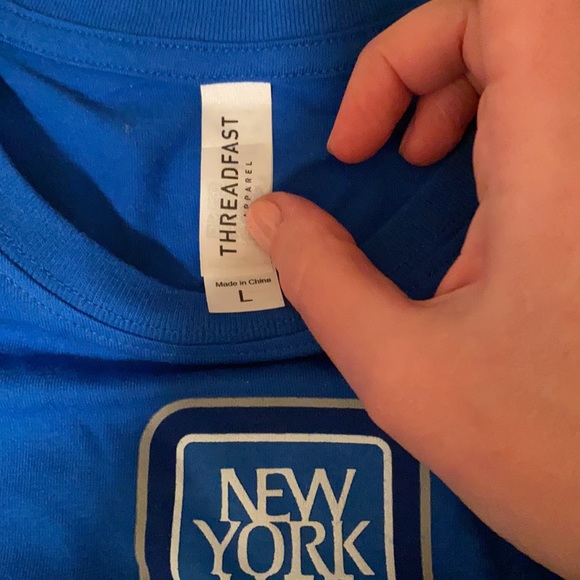 THREADFAST
APPAREL
Made in China
L
NEW
YORK